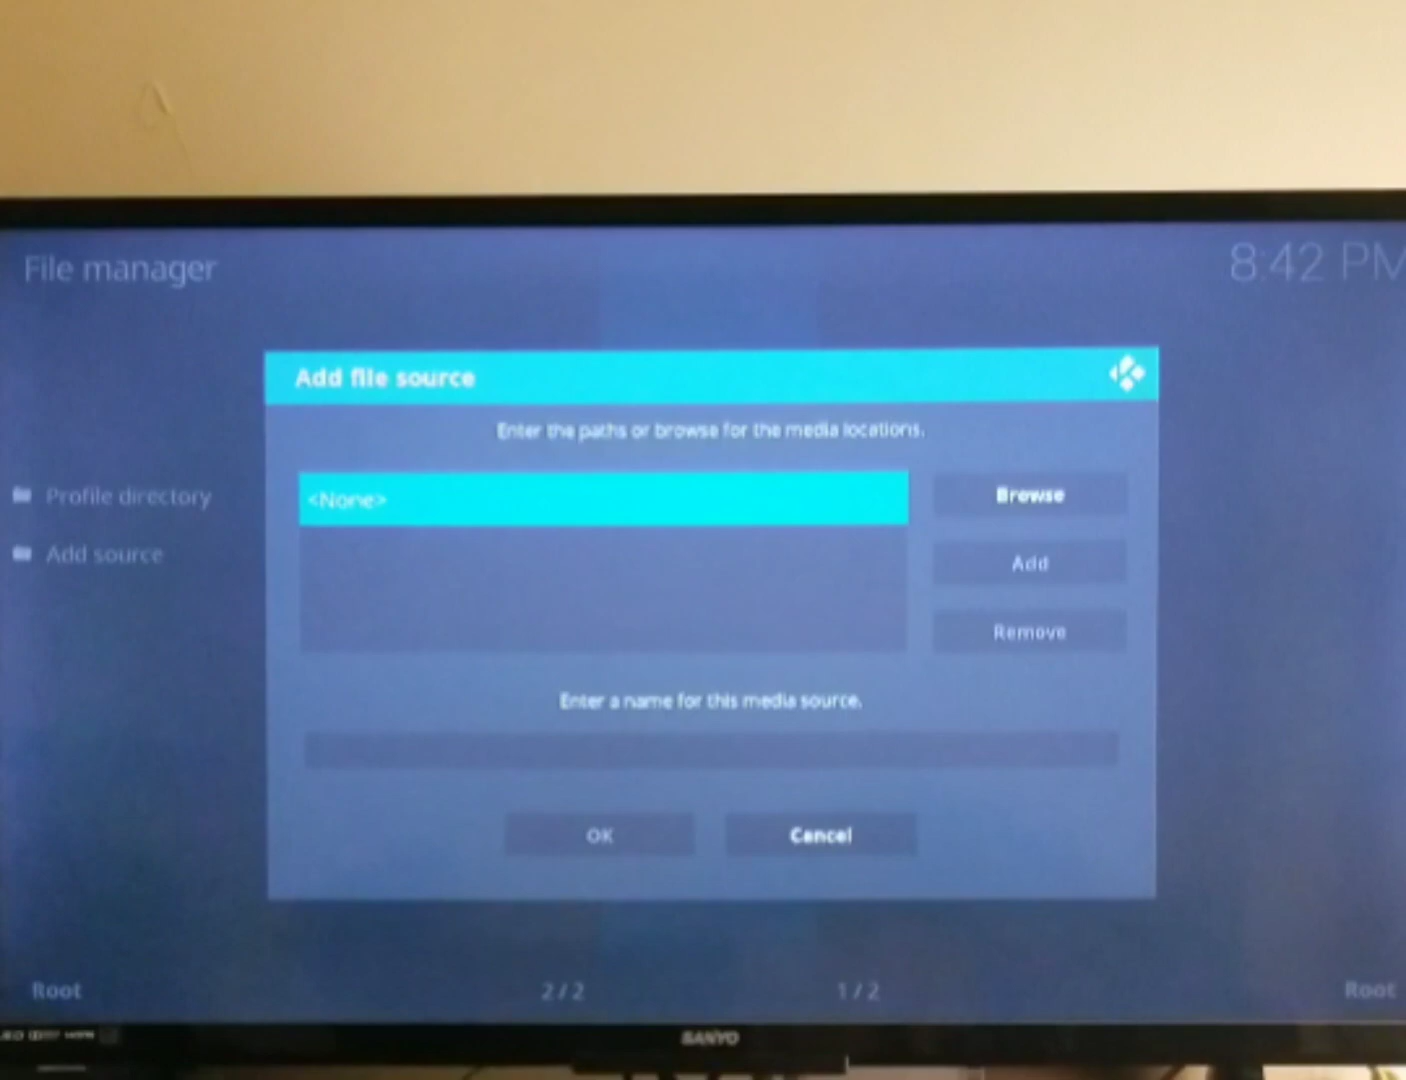 File manager
8:42 PM
Add file source
Enter the paths or browse for the media locations.
<None>
Browse
Profile directory
Add source
Add
Remove
Enter a name for this media source.
OK
Cancel
Root
2 / 2
1 / 2
Root
SANYO